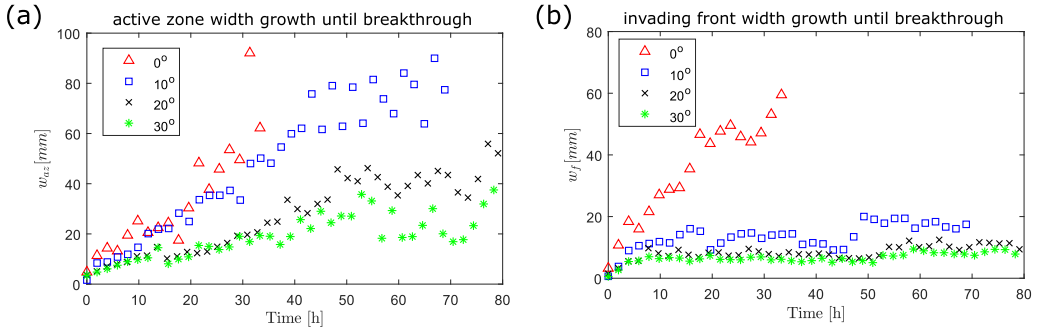 (a)
active zone width growth until breakthrough
100
80
60
40
20
0
w_az [mm]
0°
10°
20°
30°
0 10 20 30 40 50 60 70 80
Time [h]
(b)
invading front width growth until breakthrough
80
60
40
20
0
w_f [mm]
0°
10°
20°
30°
0 10 20 30 40 50 60 70 80
Time [h]